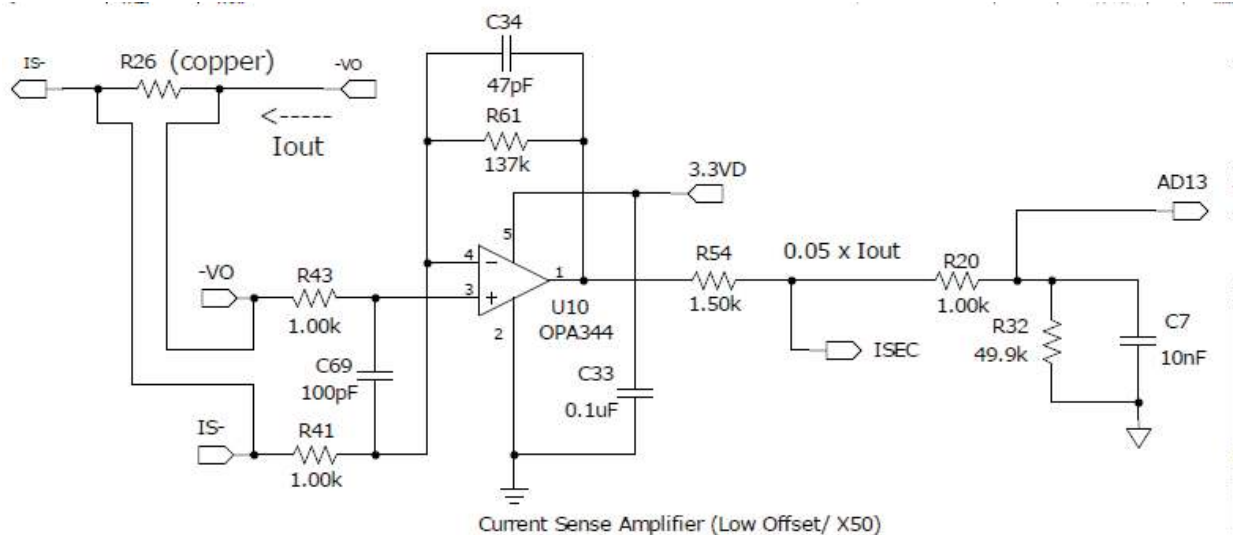 C34
IS-
R26 (copper)
-VO
47pF
R61
<-----
Iout
137k
3.3VD
AD13
5
R54
0.05 x Iout
R20
-VO
R43
4
-
1
3
+
1.50k
1.00k
1.00k
U10
R32
C7
2
OPA344
ISEC
49.9k
10nF
C69
C33
100pF
0.1uF
IS-
R41
1.00k
Current Sense Amplifier (Low Offset/ X50)